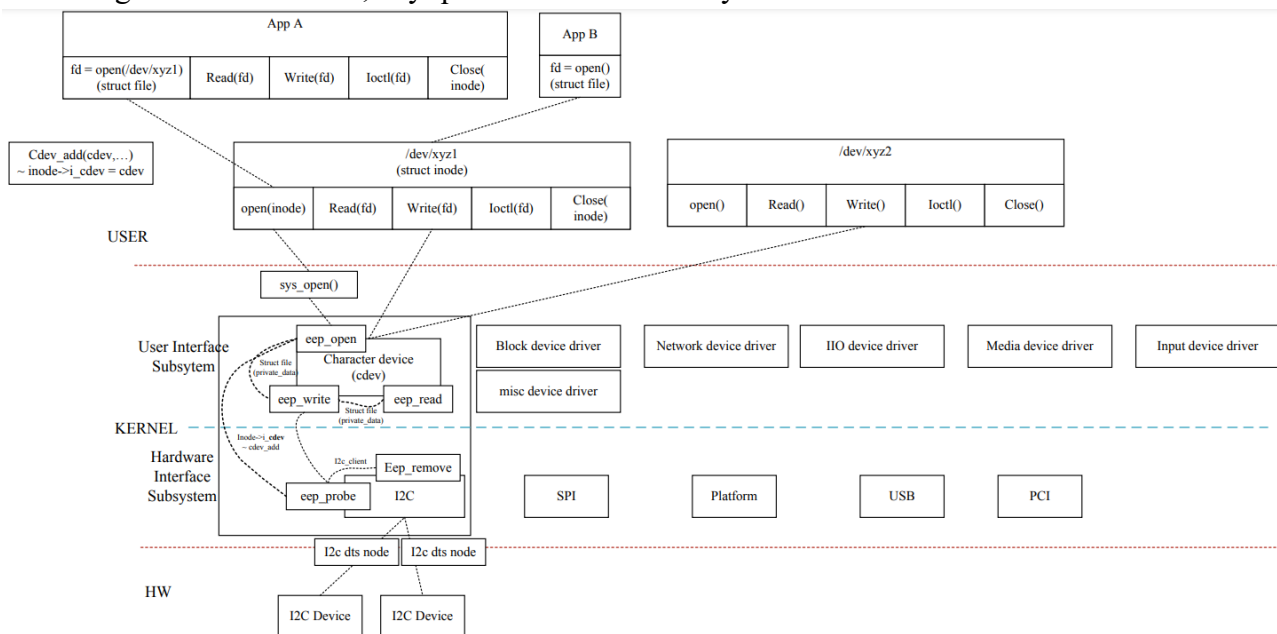 App A
fd = open(/dev/xyz1)
(struct file)
Read(fd)
Write(fd)
Ioctl(fd)
Close(
inode)
App B
fd = open()
(struct file)
Cdev_add(cdev,…)
~ inode->i_cdev = cdev
/dev/xyz1
(struct inode)
open(inode)
Read(fd)
Write(fd)
Ioctl(fd)
Close(
inode)
/dev/xyz2
open()
Read()
Write()
Ioctl()
Close()
USER
sys_open()
User Interface
Subsytem
eep_open
Character device
(cdev)
Struct file
(private_data)
eep_write
eep_read
Struct file
(private_data)
Block device driver
Network device driver
IIO device driver
Media device driver
Input device driver
misc device driver
KERNEL
Inode->i_cdev
~ cdev_add
Hardware
Interface
Subsystem
I2c_client
Eep_remove
eep_probe
I2C
SPI
Platform
USB
PCI
I2c dts node
I2c dts node
HW
I2C Device
I2C Device